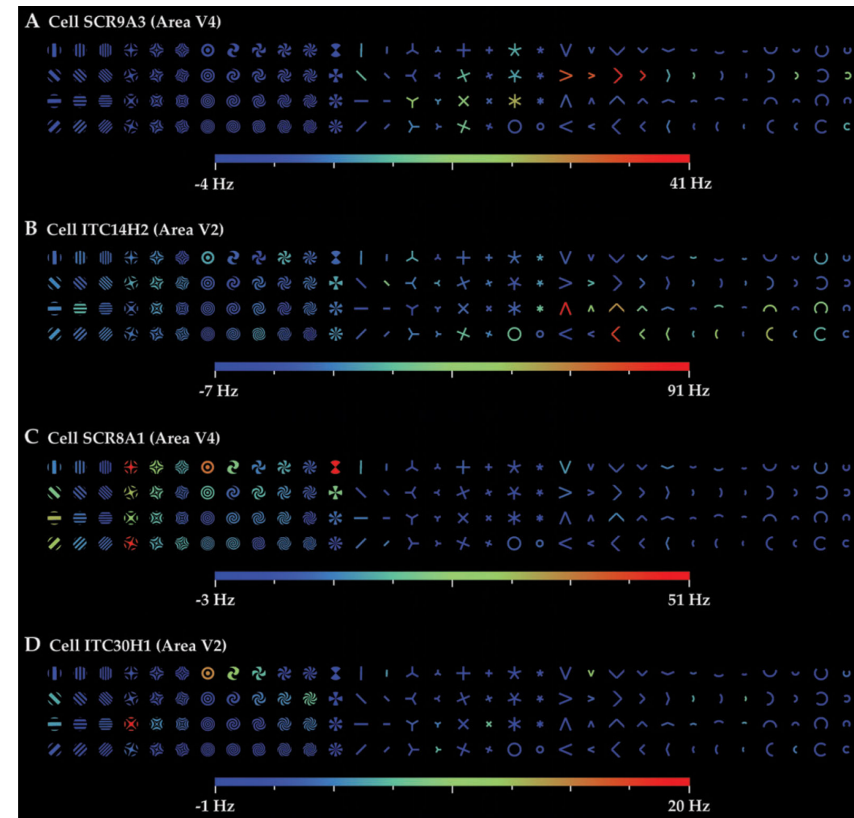 A Cell SCR9A3 (Area V4)
-4 Hz 41 Hz
B Cell ITC14H2 (Area V2)
-7 Hz 91 Hz
C Cell SCR8A1 (Area V4)
-3 Hz 51 Hz
D Cell ITC30H1 (Area V2)
-1 Hz 20 Hz